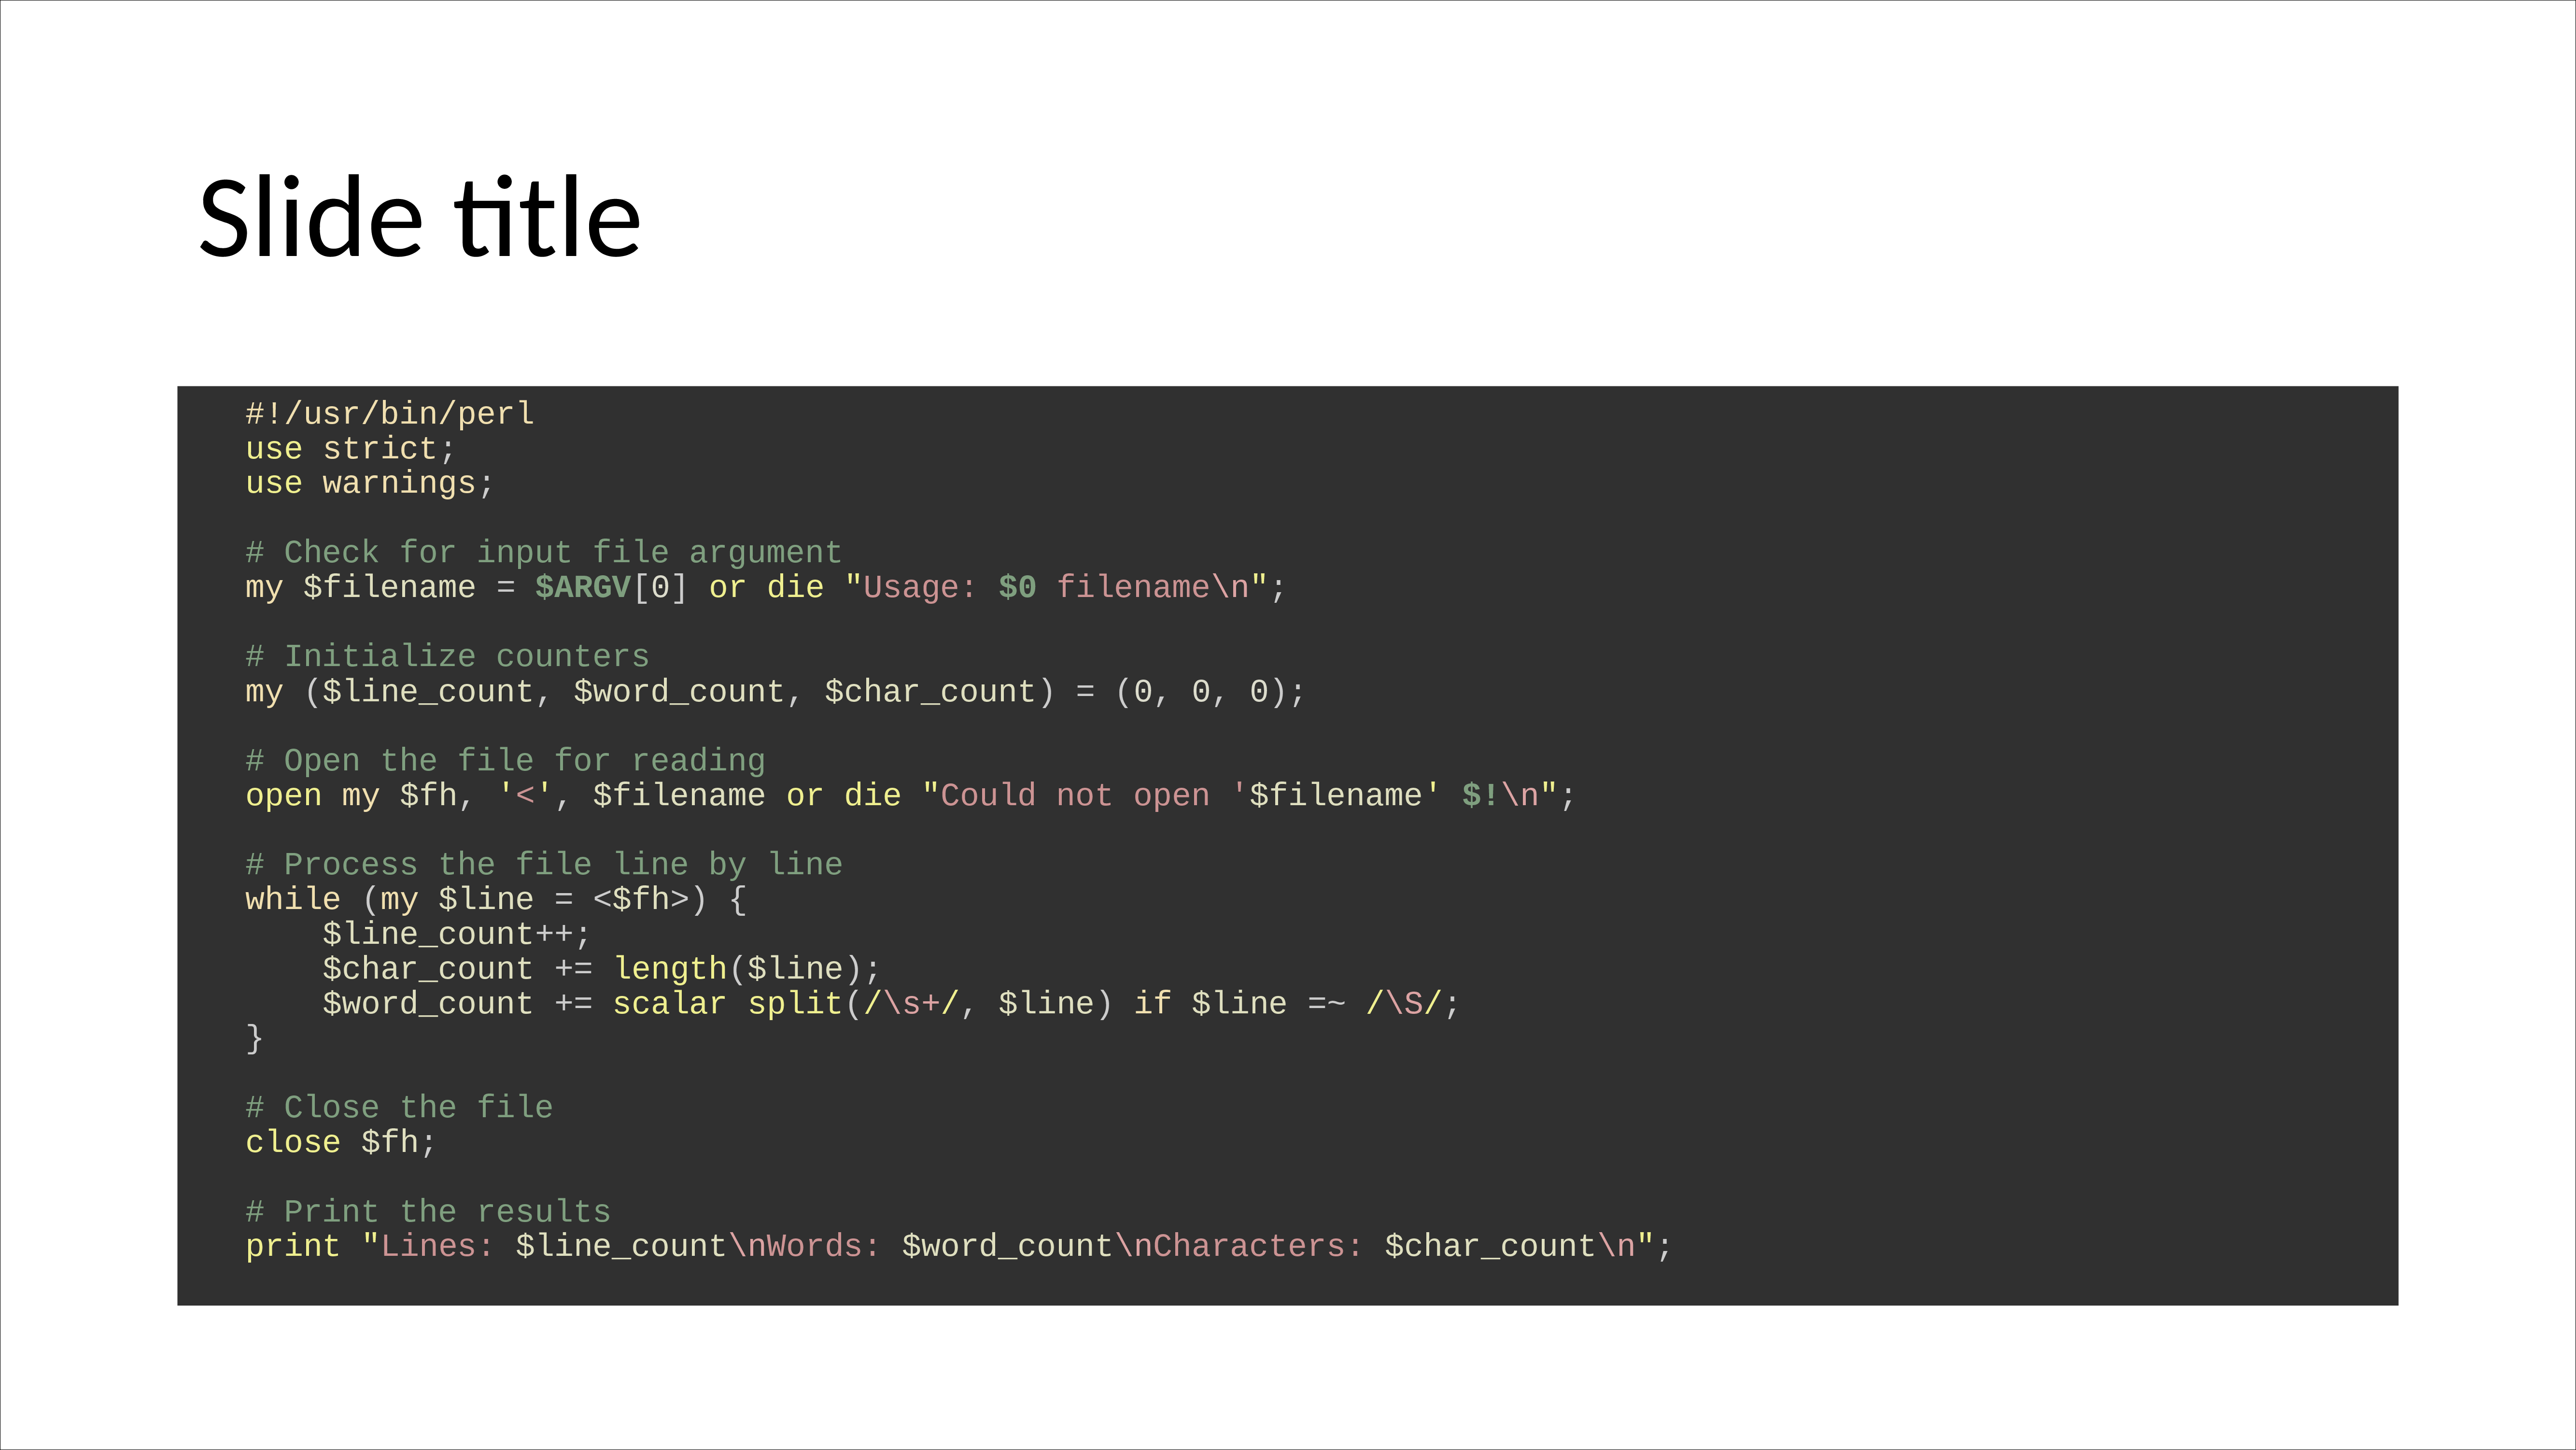 Slide title
#!/usr/bin/perl
use strict;
use warnings;
# Check for input file argument
my $filename = $ARGV[0] or die "Usage: $0 filename\n";
# Initialize counters
my ($line_count, $word_count, $char_count) = (0, 0, 0);
# Open the file for reading
open my $fh, '<', $filename or die "Could not open '$filename' $!\n";
# Process the file line by line
while (my $line = <$fh>) {
    $line_count++;
    $char_count += length($line);
    $word_count += scalar split(/\s+/, $line) if $line =~ /\S/;
}
# Close the file
close $fh;
# Print the results
print "Lines: $line_count\nWords: $word_count\nCharacters: $char_count\n";